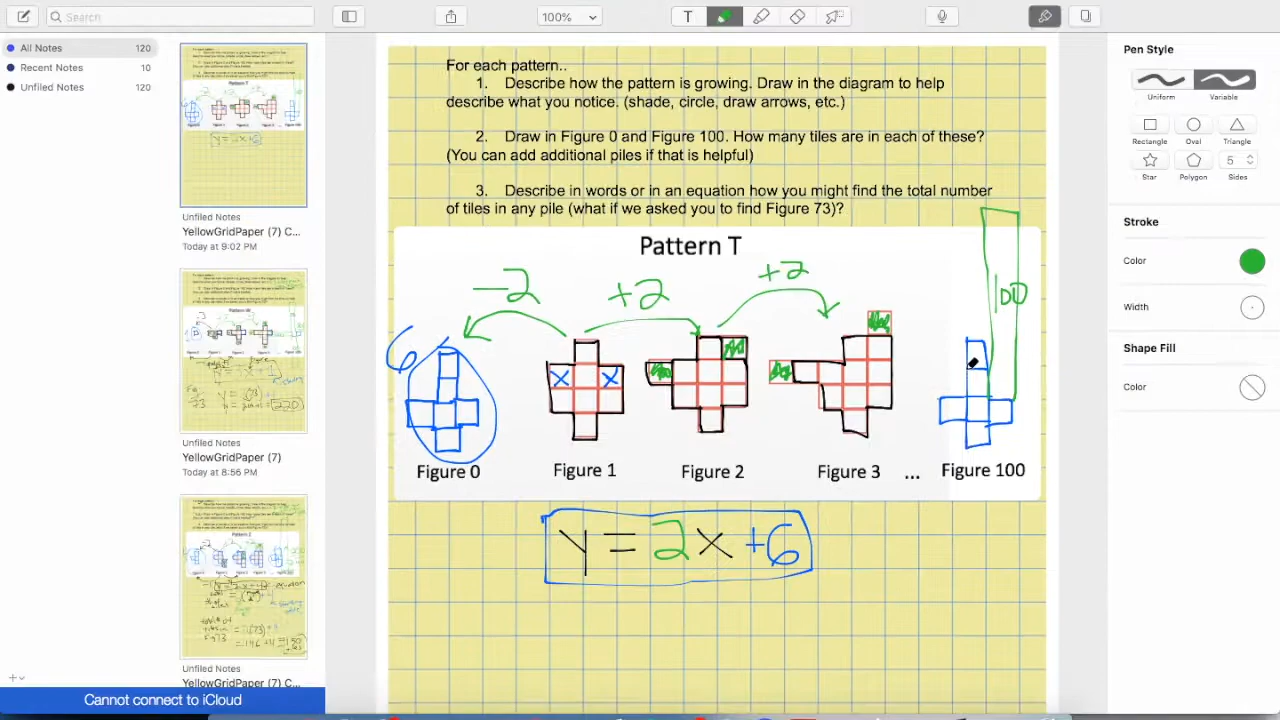 Search
100%
T
All Notes 120
Recent Notes 10
Unfiled Notes 120
Unfiled Notes
YellowGridPaper (7) C...
Today at 9:02 PM
Unfiled Notes
YellowGridPaper (7)
Today at 8:56 PM
Unfiled Notes
YellowGridPaper (7) C...
Cannot connect to iCloud
For each pattern..
1. Describe how the pattern is growing. Draw in the diagram to help
describe what you notice. (shade, circle, draw arrows, etc.)
2. Draw in Figure 0 and Figure 100. How many tiles are in each of these?
(You can add additional piles if that is helpful)
3. Describe in words or in an equation how you might find the total number
of tiles in any pile (what if we asked you to find Figure 73)?
Pattern T
-2 +2 +2
100
6
X X
Figure 0 Figure 1 Figure 2 Figure 3 ... Figure 100
y = 2x +6
Pen Style
Uniform Variable
Rectangle Oval Triangle
5
Star Polygon Sides
Stroke
Color
Width
Shape Fill
Color